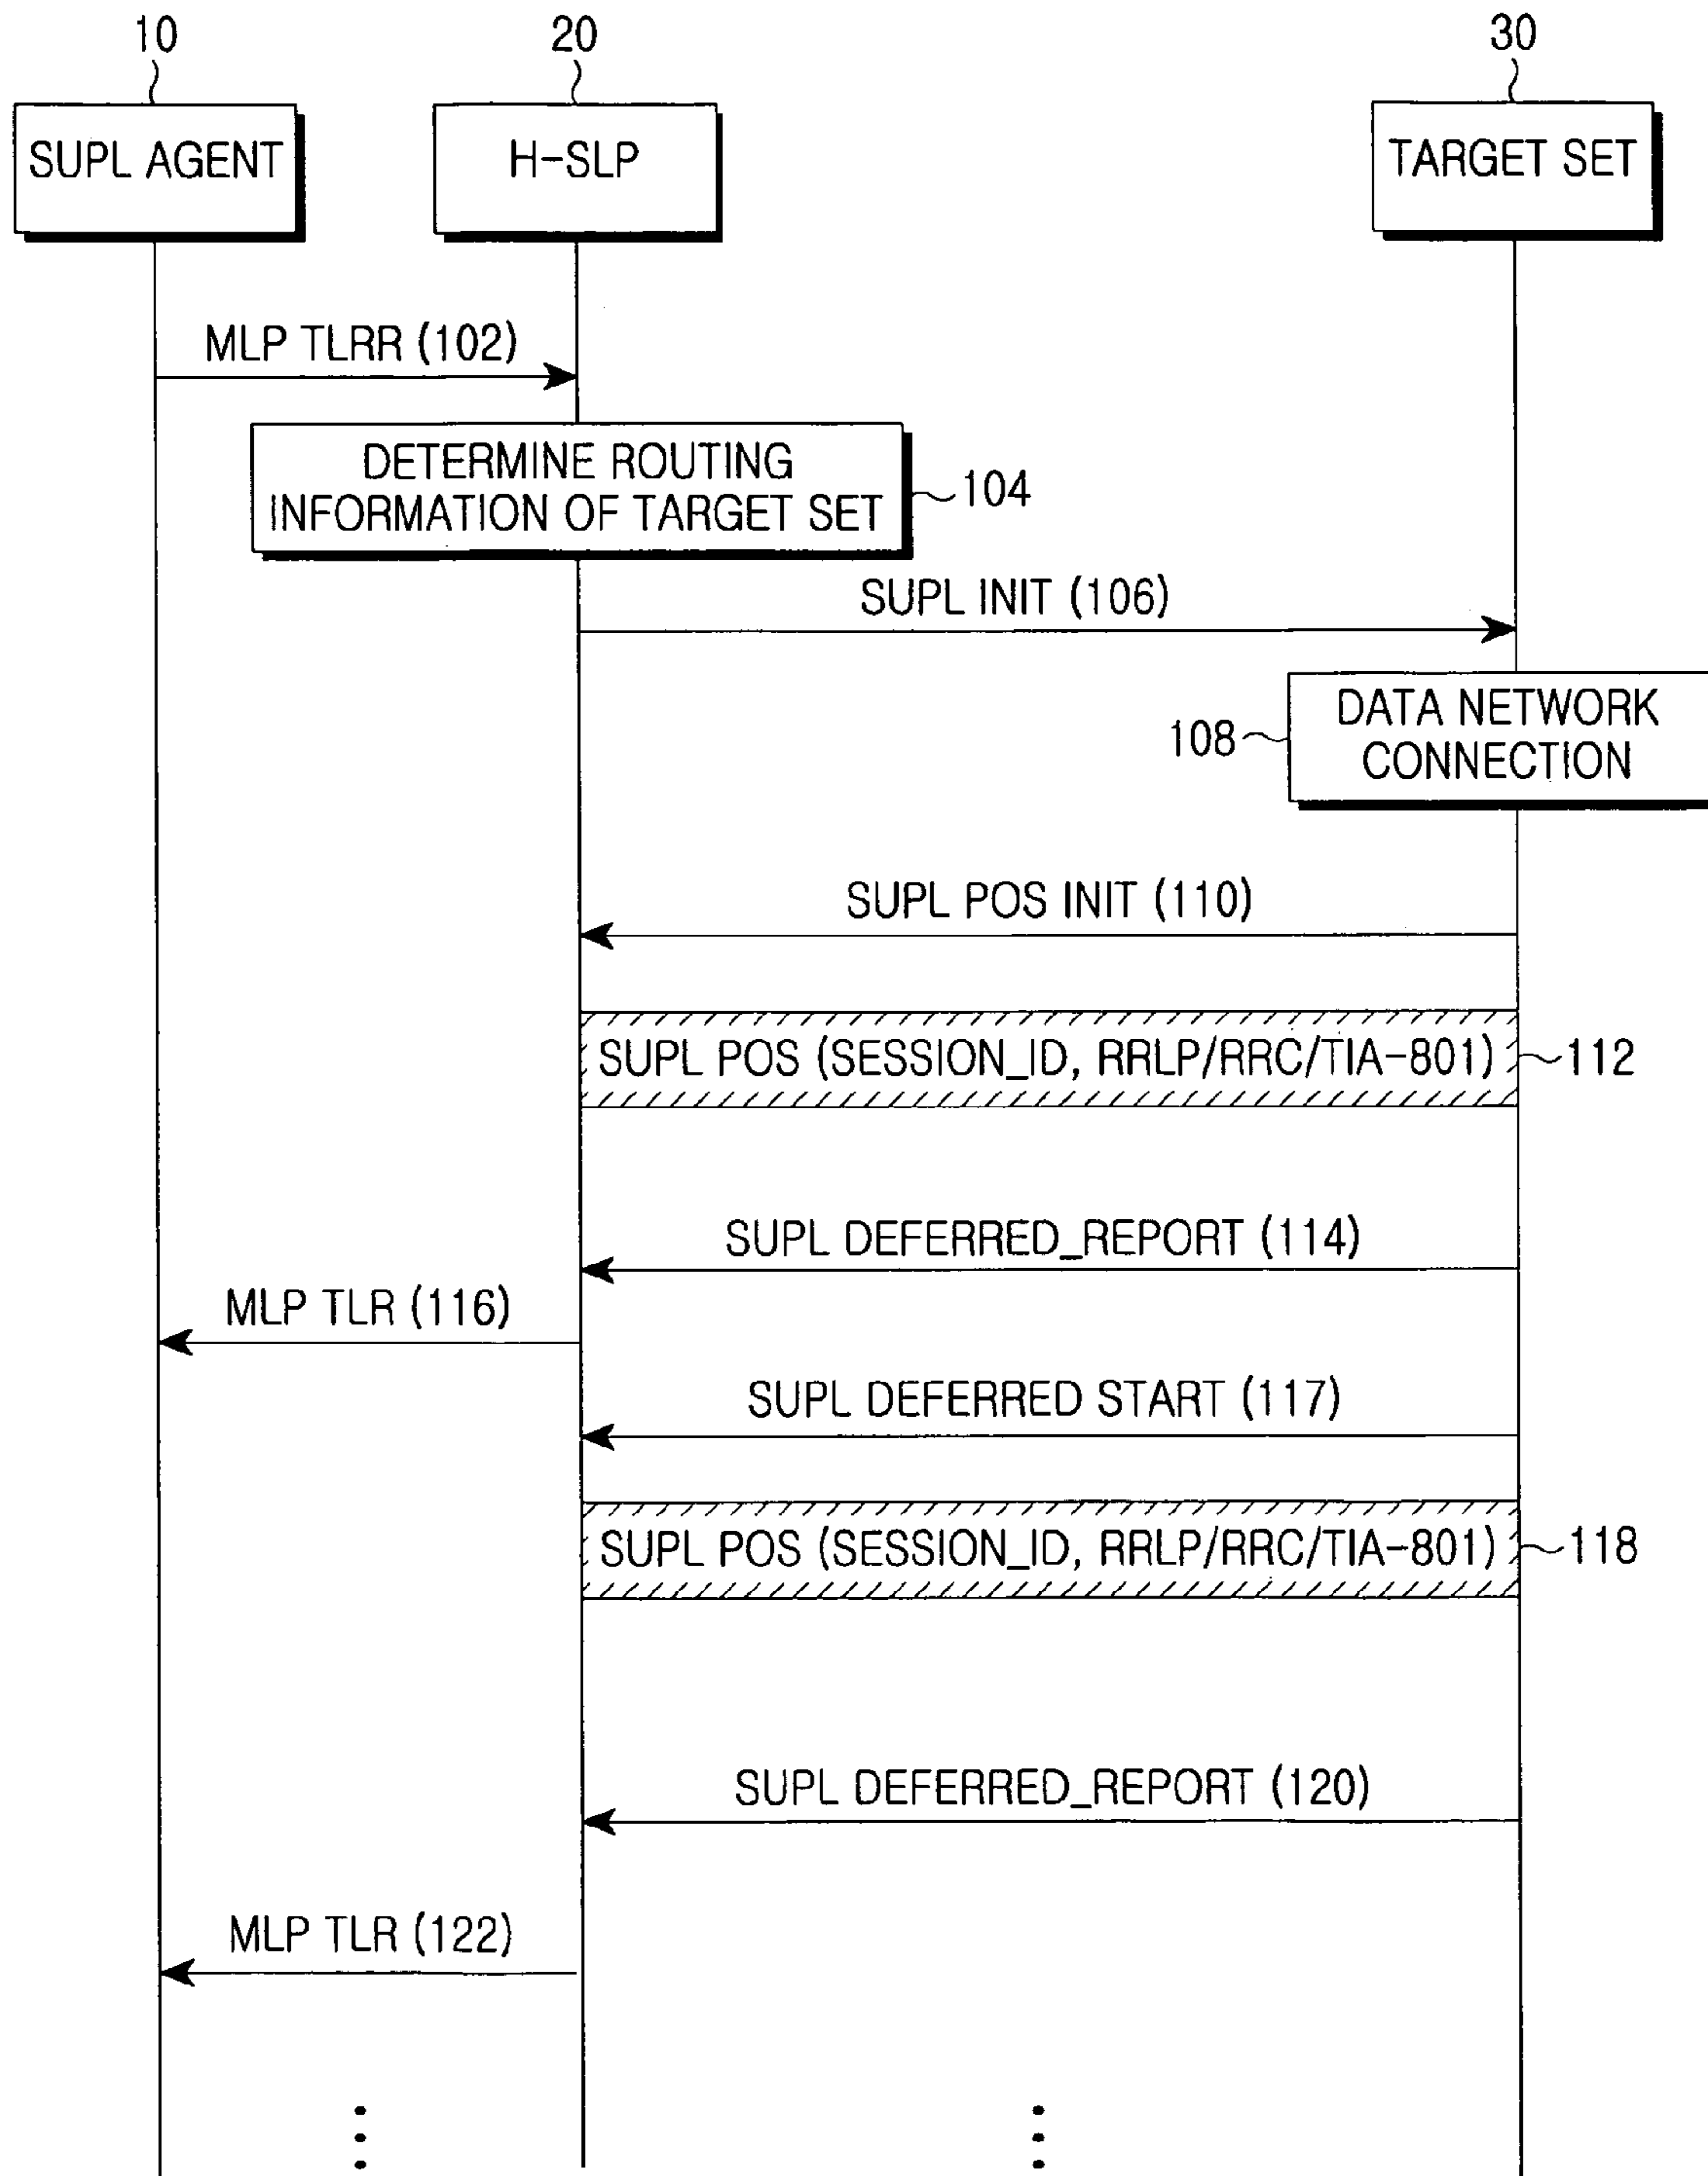 10
20
30
SUPL AGENT
H-SLP
TARGET SET
MLP TLRR (102)
DETERMINE ROUTING
INFORMATION OF TARGET SET
104
SUPL INIT (106)
DATA NETWORK
CONNECTION
108
SUPL POS INIT (110)
SUPL POS (SESSION_ID, RRLP/RRC/TIA-801)
112
SUPL DEFERRED_REPORT (114)
MLP TLR (116)
SUPL DEFERRED START (117)
SUPL POS (SESSION_ID, RRLP/RRC/TIA-801)
118
SUPL DEFERRED_REPORT (120)
MLP TLR (122)